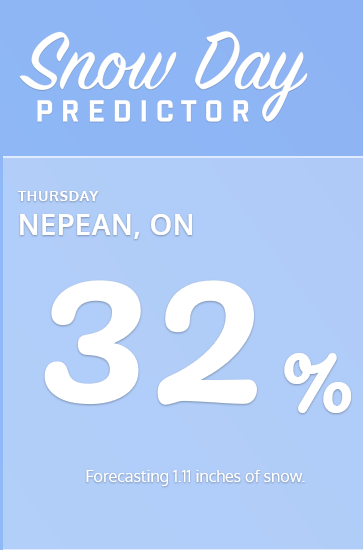 Snow Day
PREDICTOR
THURSDAY
NEPEAN, ON
32 %
Forecasting 1.11 inches of snow.